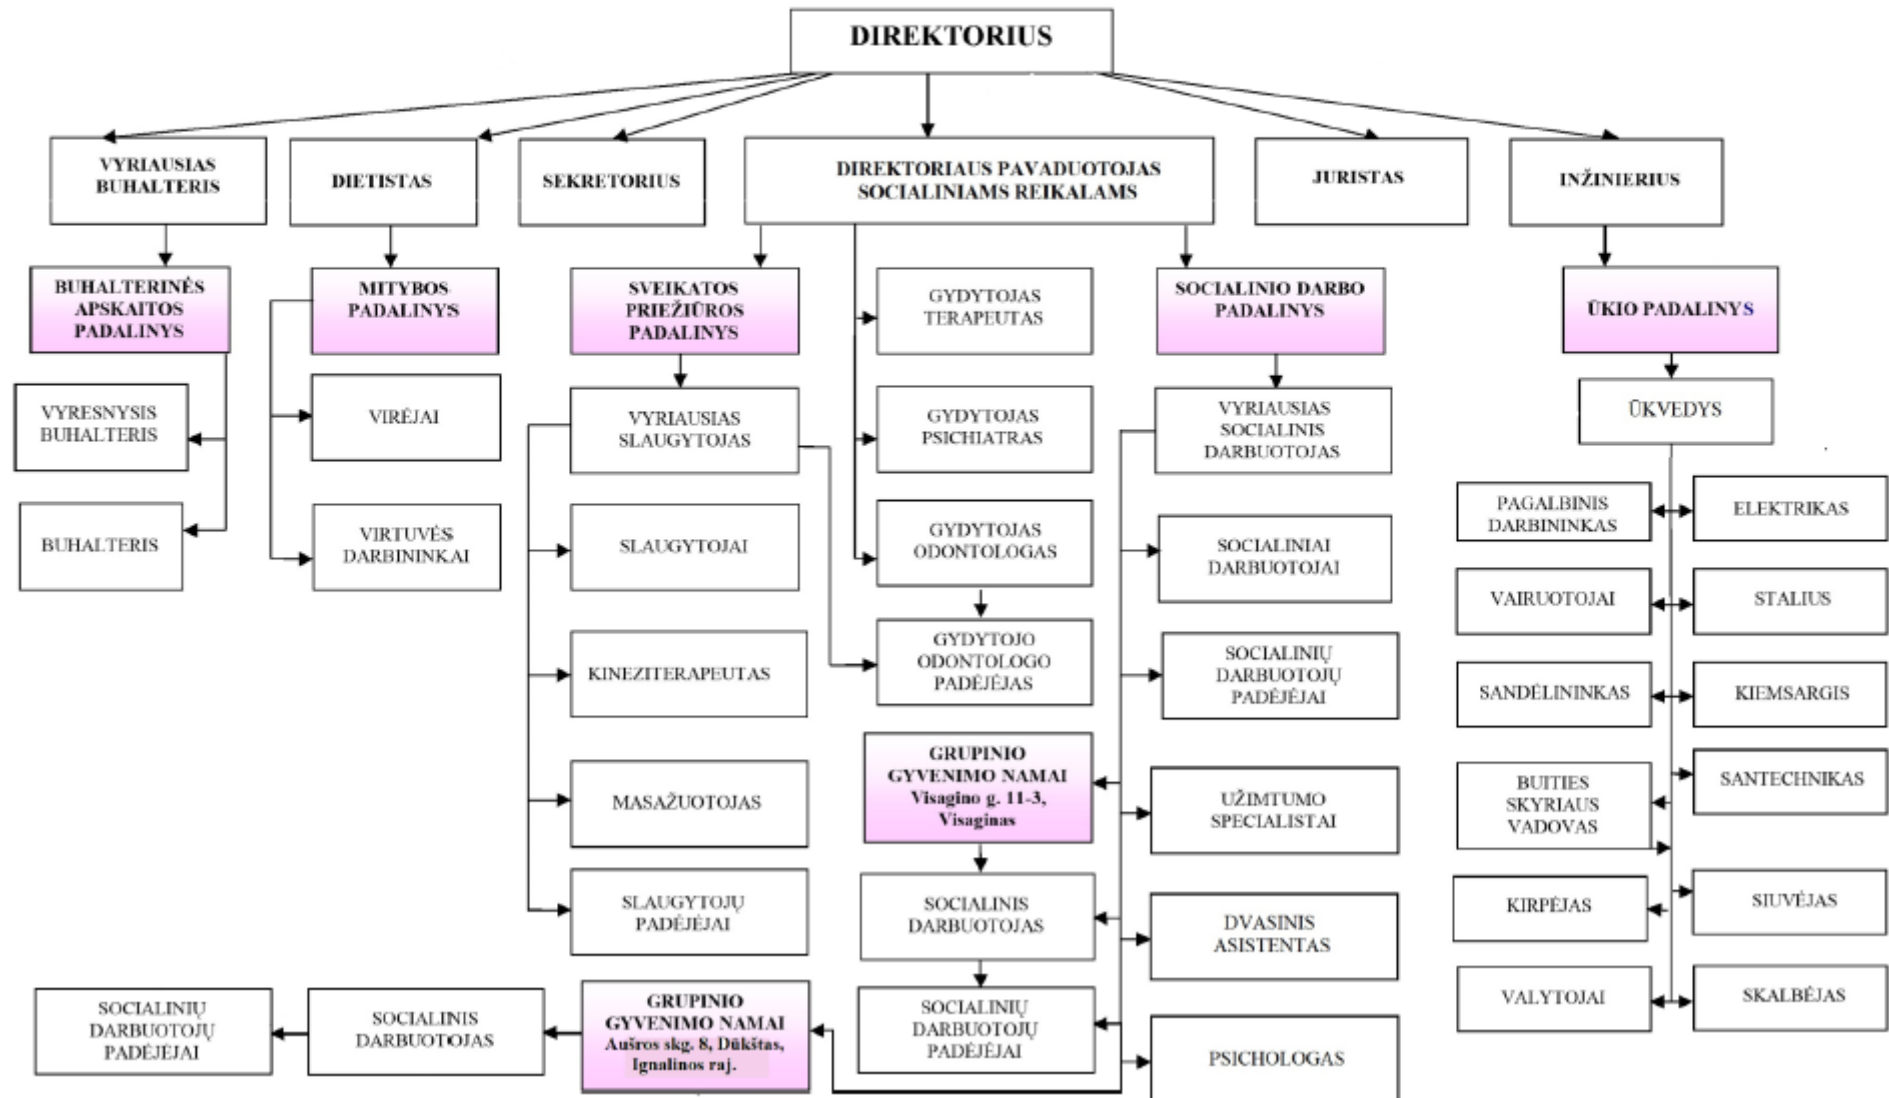 DIREKTORIUS
VYRIAUSIAS
BUHALTERIS
DIETISTAS
SEKRETORIUS
DIREKTORIAUS PAVADUOTOJAS
SOCIALINIAMS REIKALAMS
JURISTAS
INŽINIERIUS
BUHALTERINĖS
APSKAITOS
PADALINYS
MITYBOS
PADALINYS
SVEIKATOS
PRIEŽIŪROS
PADALINYS
GYDYTOJAS
TERAPEUTAS
SOCIALINIO DARBO
PADALINYS
ŪKIO PADALINYS
VYRESNYSIS
BUHALTERIS
VIRĖJAI
VYRIAUSIAS
SLAUGYTOJAS
GYDYTOJAS
PSICHIATRAS
VYRIAUSIAS
SOCIALINIS
DARBUOTOJAS
ŪKVEDYS
BUHALTERIS
VIRTUVĖS
DARBININKAI
SLAUGYTOJAI
GYDYTOJAS
ODONTOLOGAS
SOCIALINIAI
DARBUOTOJAI
PAGALBINIS
DARBININKAS
ELEKTRIKAS
VAIRUOTOJAI
STALIUS
KINEZITERAPEUTAS
GYDYTOJO
ODONTOLOGO
PADĖJĖJAS
SOCIALINIŲ
DARBUOTOJŲ
PADĖJĖJAI
SANDĖLININKAS
KIEMSARGIS
MASAŽUOTOJAS
GRUPINIO
GYVENIMO NAMAI
Visagino g. 11-3,
Visaginas
UŽIMTUMO
SPECIALISTAI
BUITIES
SKYRIAUS
VADOVAS
SANTECHNIKAS
SLAUGYTOJŲ
PADĖJĖJAI
SOCIALINIS
DARBUOTOJAS
DVASINIS
ASISTENTAS
KIRPĖJAS
SIUVĖJAS
SOCIALINIŲ
DARBUOTOJŲ
PADĖJĖJAI
SOCIALINIS
DARBUOTOJAS
GRUPINIO
GYVENIMO NAMAI
Aušros skg. 8, Dūkštas,
Ignalinos raj.
SOCIALINIŲ
DARBUOTOJŲ
PADĖJĖJAI
PSICHOLOGAS
VALYTOJAI
SKALBĖJAS